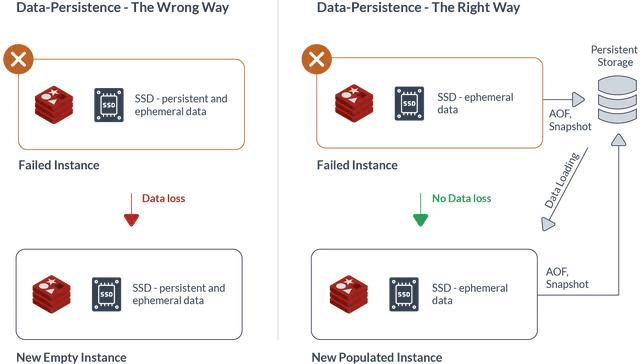 Data-Persistence - The Wrong Way
SSD
SSD - persistent and
ephemeral data
Failed Instance
Data loss
SSD
SSD - persistent and
ephemeral data
New Empty Instance
Data-Persistence - The Right Way
Persistent
Storage
SSD
SSD - ephemeral
data
AOF,
Snapshot
Failed Instance
Data Loading
No Data loss
SSD
SSD - ephemeral
data
AOF,
Snapshot
New Populated Instance